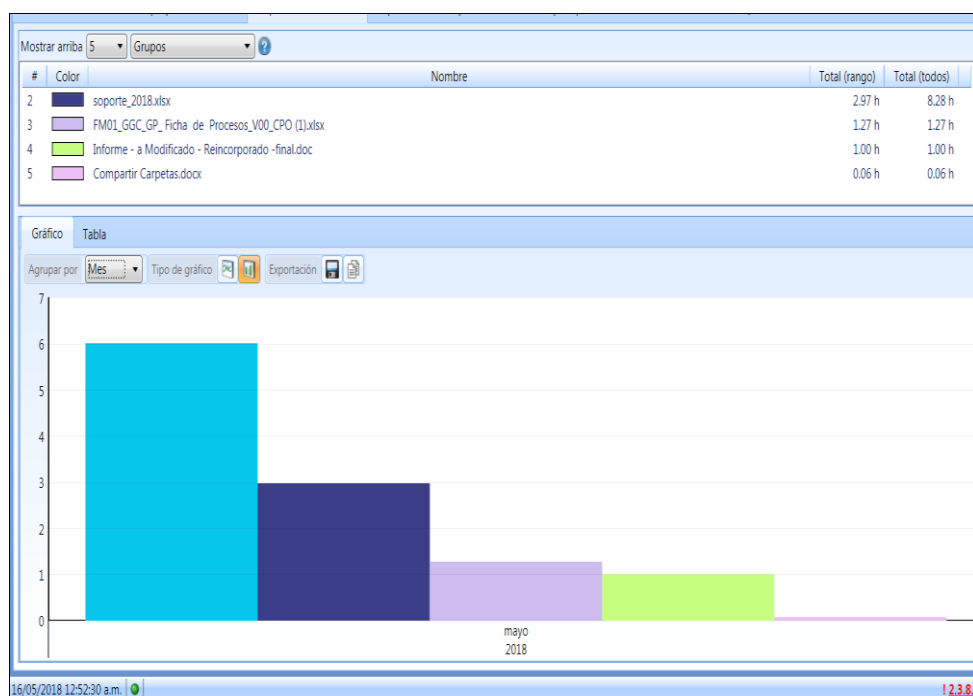 Mostrar arriba 5 Grupos ?
# Color Nombre Total (rango) Total (todos)
2 soporte_2018.xlsx 2.97 h 8.28 h
3 FM01_GGC_GP_ Ficha de Procesos_V00_CPO (1).xlsx 1.27 h 1.27 h
4 Informe - a Modificado - Reincorporado -final.doc 1.00 h 1.00 h
5 Compartir Carpetas.docx 0.06 h 0.06 h
Gráfico Tabla
Agrupar por Mes Tipo de gráfico Exportación
7
6
5
4
3
2
1
0
mayo
2018
16/05/2018 12:52:30 a.m. ! 2.3.8